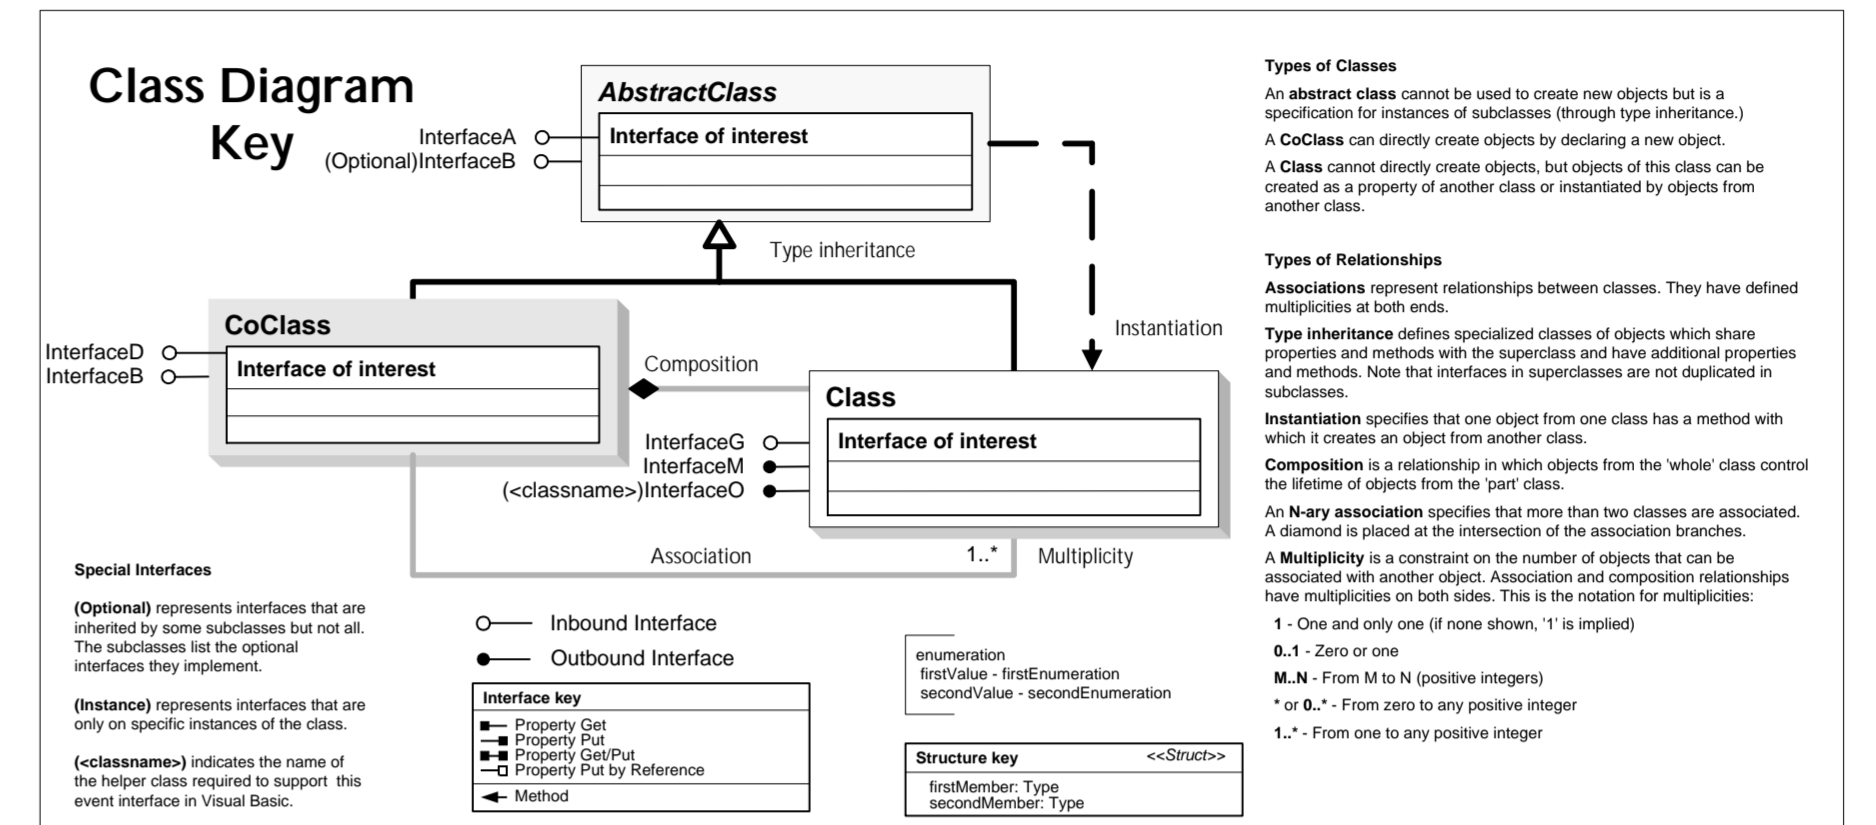 Class Diagram
Key
AbstractClass
Interface of interest
InterfaceA
(Optional)InterfaceB
Type inheritance
CoClass
Interface of interest
InterfaceD
InterfaceB
Composition
Instantiation
Class
Interface of interest
InterfaceG
InterfaceM
(<classname>)InterfaceO
Association
1..*
Multiplicity
Special Interfaces
(Optional) represents interfaces that are
inherited by some subclasses but not all.
The subclasses list the optional
interfaces they implement.
(Instance) represents interfaces that are
only on specific instances of the class.
(<classname>) indicates the name of
the helper class required to support this
event interface in Visual Basic.
Inbound Interface
Outbound Interface
Interface key
Property Get
Property Put
Property Get/Put
Property Put by Reference
Method
enumeration
firstValue - firstEnumeration
secondValue - secondEnumeration
Structure key <<Struct>>
firstMember: Type
secondMember: Type
Types of Classes
An abstract class cannot be used to create new objects but is a
specification for instances of subclasses (through type inheritance.)
A CoClass can directly create objects by declaring a new object.
A Class cannot directly create objects, but objects of this class can be
created as a property of another class or instantiated by objects from
another class.
Types of Relationships
Associations represent relationships between classes. They have defined
multiplicities at both ends.
Type inheritance defines specialized classes of objects which share
properties and methods with the superclass and have additional properties
and methods. Note that interfaces in superclasses are not duplicated in
subclasses.
Instantiation specifies that one object from one class has a method with
which it creates an object from another class.
Composition is a relationship in which objects from the 'whole' class control
the lifetime of objects from the 'part' class.
An N-ary association specifies that more than two classes are associated.
A diamond is placed at the intersection of the association branches.
A Multiplicity is a constraint on the number of objects that can be
associated with another object. Association and composition relationships
have multiplicities on both sides. This is the notation for multiplicities:
1 - One and only one (if none shown, '1' is implied)
0..1 - Zero or one
M..N - From M to N (positive integers)
* or 0..* - From zero to any positive integer
1..* - From one to any positive integer